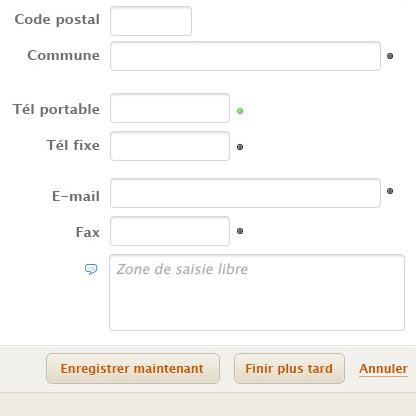 Code postal
Commune
Tél portable
Tél fixe
E-mail
Fax
Zone de saisie libre
Enregistrer maintenant Finir plus tard Annuler